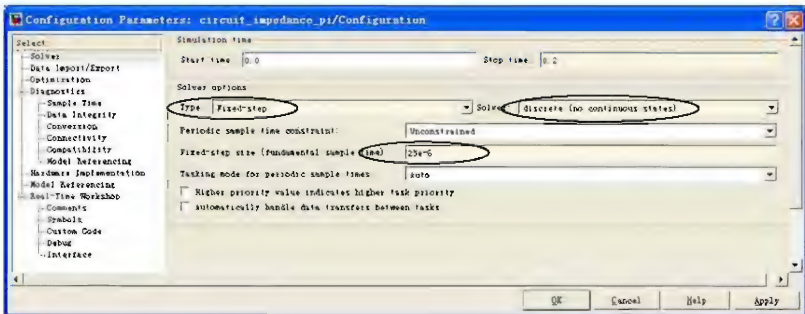 Configuration Parameters: circuit_impedance_pi/Configuration
Select:
Solver
Data Import/Export
Optimization
Diagnostics
Sample Time
Data Integrity
Conversion
Connectivity
Compatibility
Model Referencing
Hardware Implementation
Model Referencing
Real-Time Workshop
Comments
Symbols
Custom Code
Debug
Interface
Simulation time
Start time 0.0 Stop time 0.2
Solver options
Type Fixed-step Solver discrete (no continuous states)
Periodic sample time constraint: Unconstrained
Fixed-step size (fundamental sample time) 25e-6
Tasking mode for periodic sample times auto
Higher priority value indicates higher task priority
automatically handle data transfers between tasks
OK Cancel Help Apply